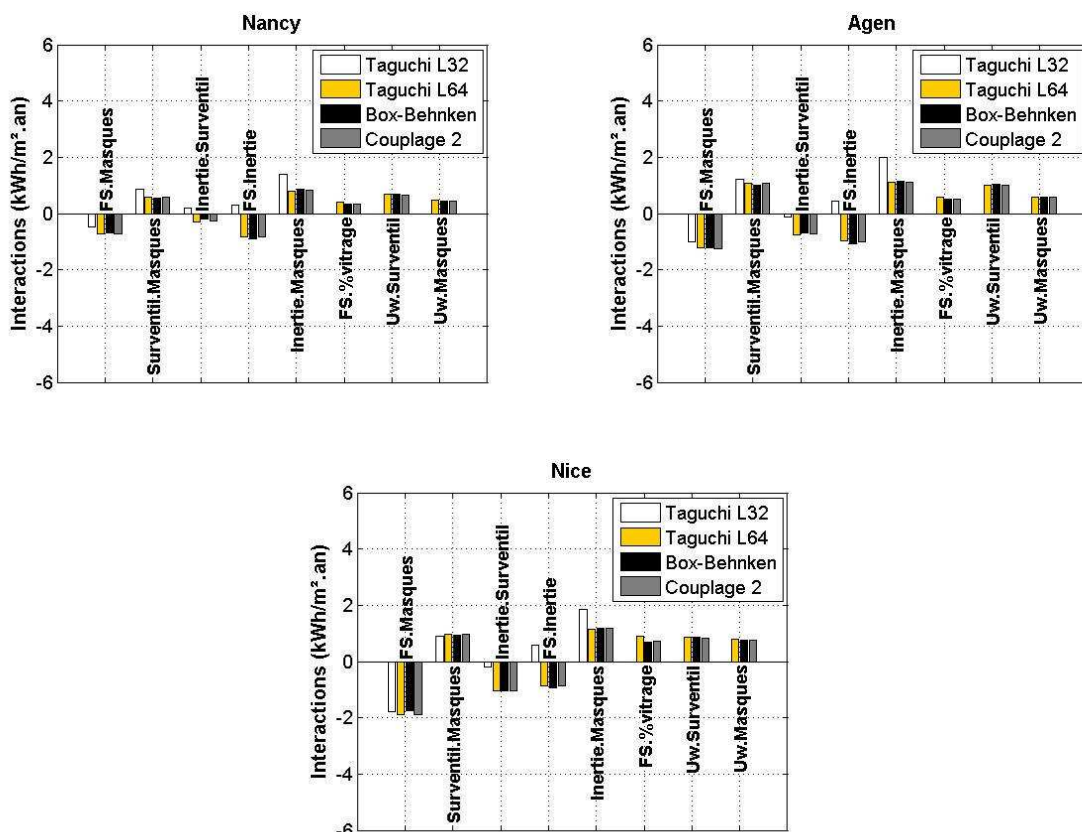 Nancy
Interactions (kWh/m².an)
6
4
2
0
-2
-4
-6
Taguchi L32
Taguchi L64
Box-Behnken
Couplage 2
FS.Masques
Surventil.Masques
Inertie.Surventil
FS.Inertie
Inertie.Masques
FS.%vitrage
Uw.Surventil
Uw.Masques
Agen
Interactions (kWh/m².an)
6
4
2
0
-2
-4
-6
Taguchi L32
Taguchi L64
Box-Behnken
Couplage 2
FS.Masques
Surventil.Masques
Inertie.Surventil
FS.Inertie
Inertie.Masques
FS.%vitrage
Uw.Surventil
Uw.Masques
Nice
Interactions (kWh/m².an)
6
4
2
0
-2
-4
-6
Taguchi L32
Taguchi L64
Box-Behnken
Couplage 2
FS.Masques
Surventil.Masques
Inertie.Surventil
FS.Inertie
Inertie.Masques
FS.%vitrage
Uw.Surventil
Uw.Masques